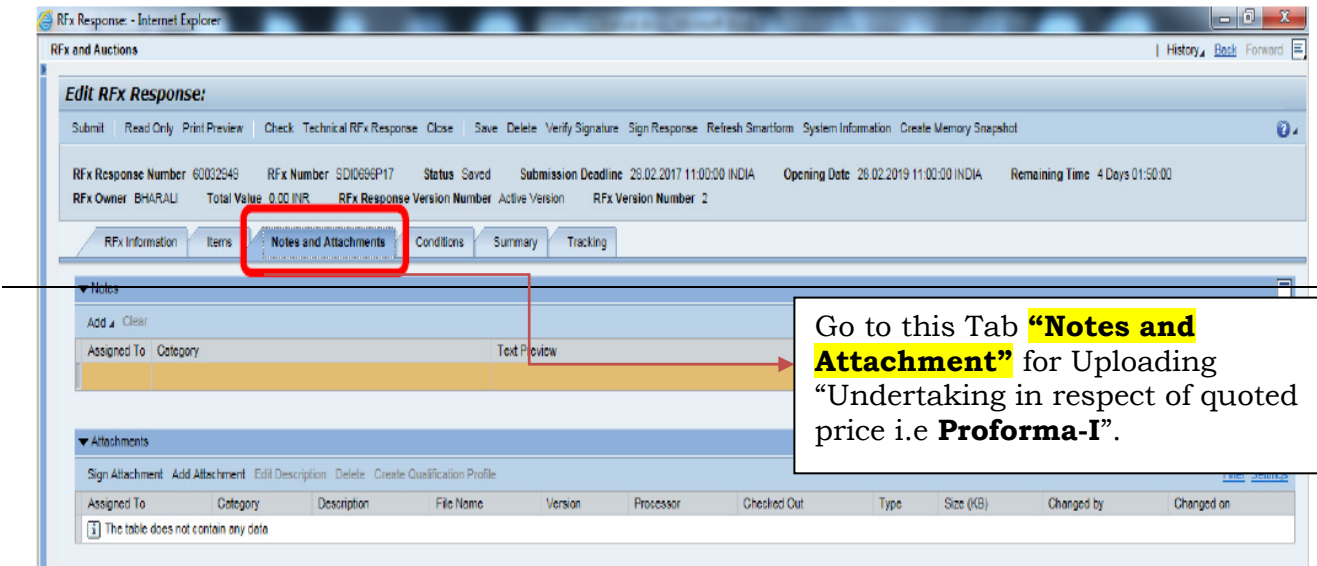 RFx Response: - Internet Explorer
RFx and Auctions
History Back Forward
Edit RFx Response:
Submit Read Only Print Preview Check Technical RFx Response Close Save Delete Verify Signature Sign Response Refresh Smartform System Information Create Memory Snapshot
RFx Response Number 60032949 RFx Number SDI0696P17 Status Saved Submission Deadline 28.02.2017 11:00:00 INDIA Opening Date 28.02.2019 11:00:00 INDIA Remaining Time 4 Days 01:50:00
RFx Owner BHARALI Total Value 0.00 INR RFx Response Version Number Active Version RFx Version Number 2
RFx Information Items Notes and Attachments Conditions Summary Tracking
Notes
Add Clear
Assigned To Category Text Preview
Go to this Tab “Notes and
Attachment” for Uploading
“Undertaking in respect of quoted
price i.e Proforma-I”.
Attachments
Sign Attachment Add Attachment Edit Description Delete Create Qualification Profile
Filter Settings
Assigned To Category Description File Name Version Processor Checked Out Type Size (KB) Changed by Changed on
The table does not contain any data